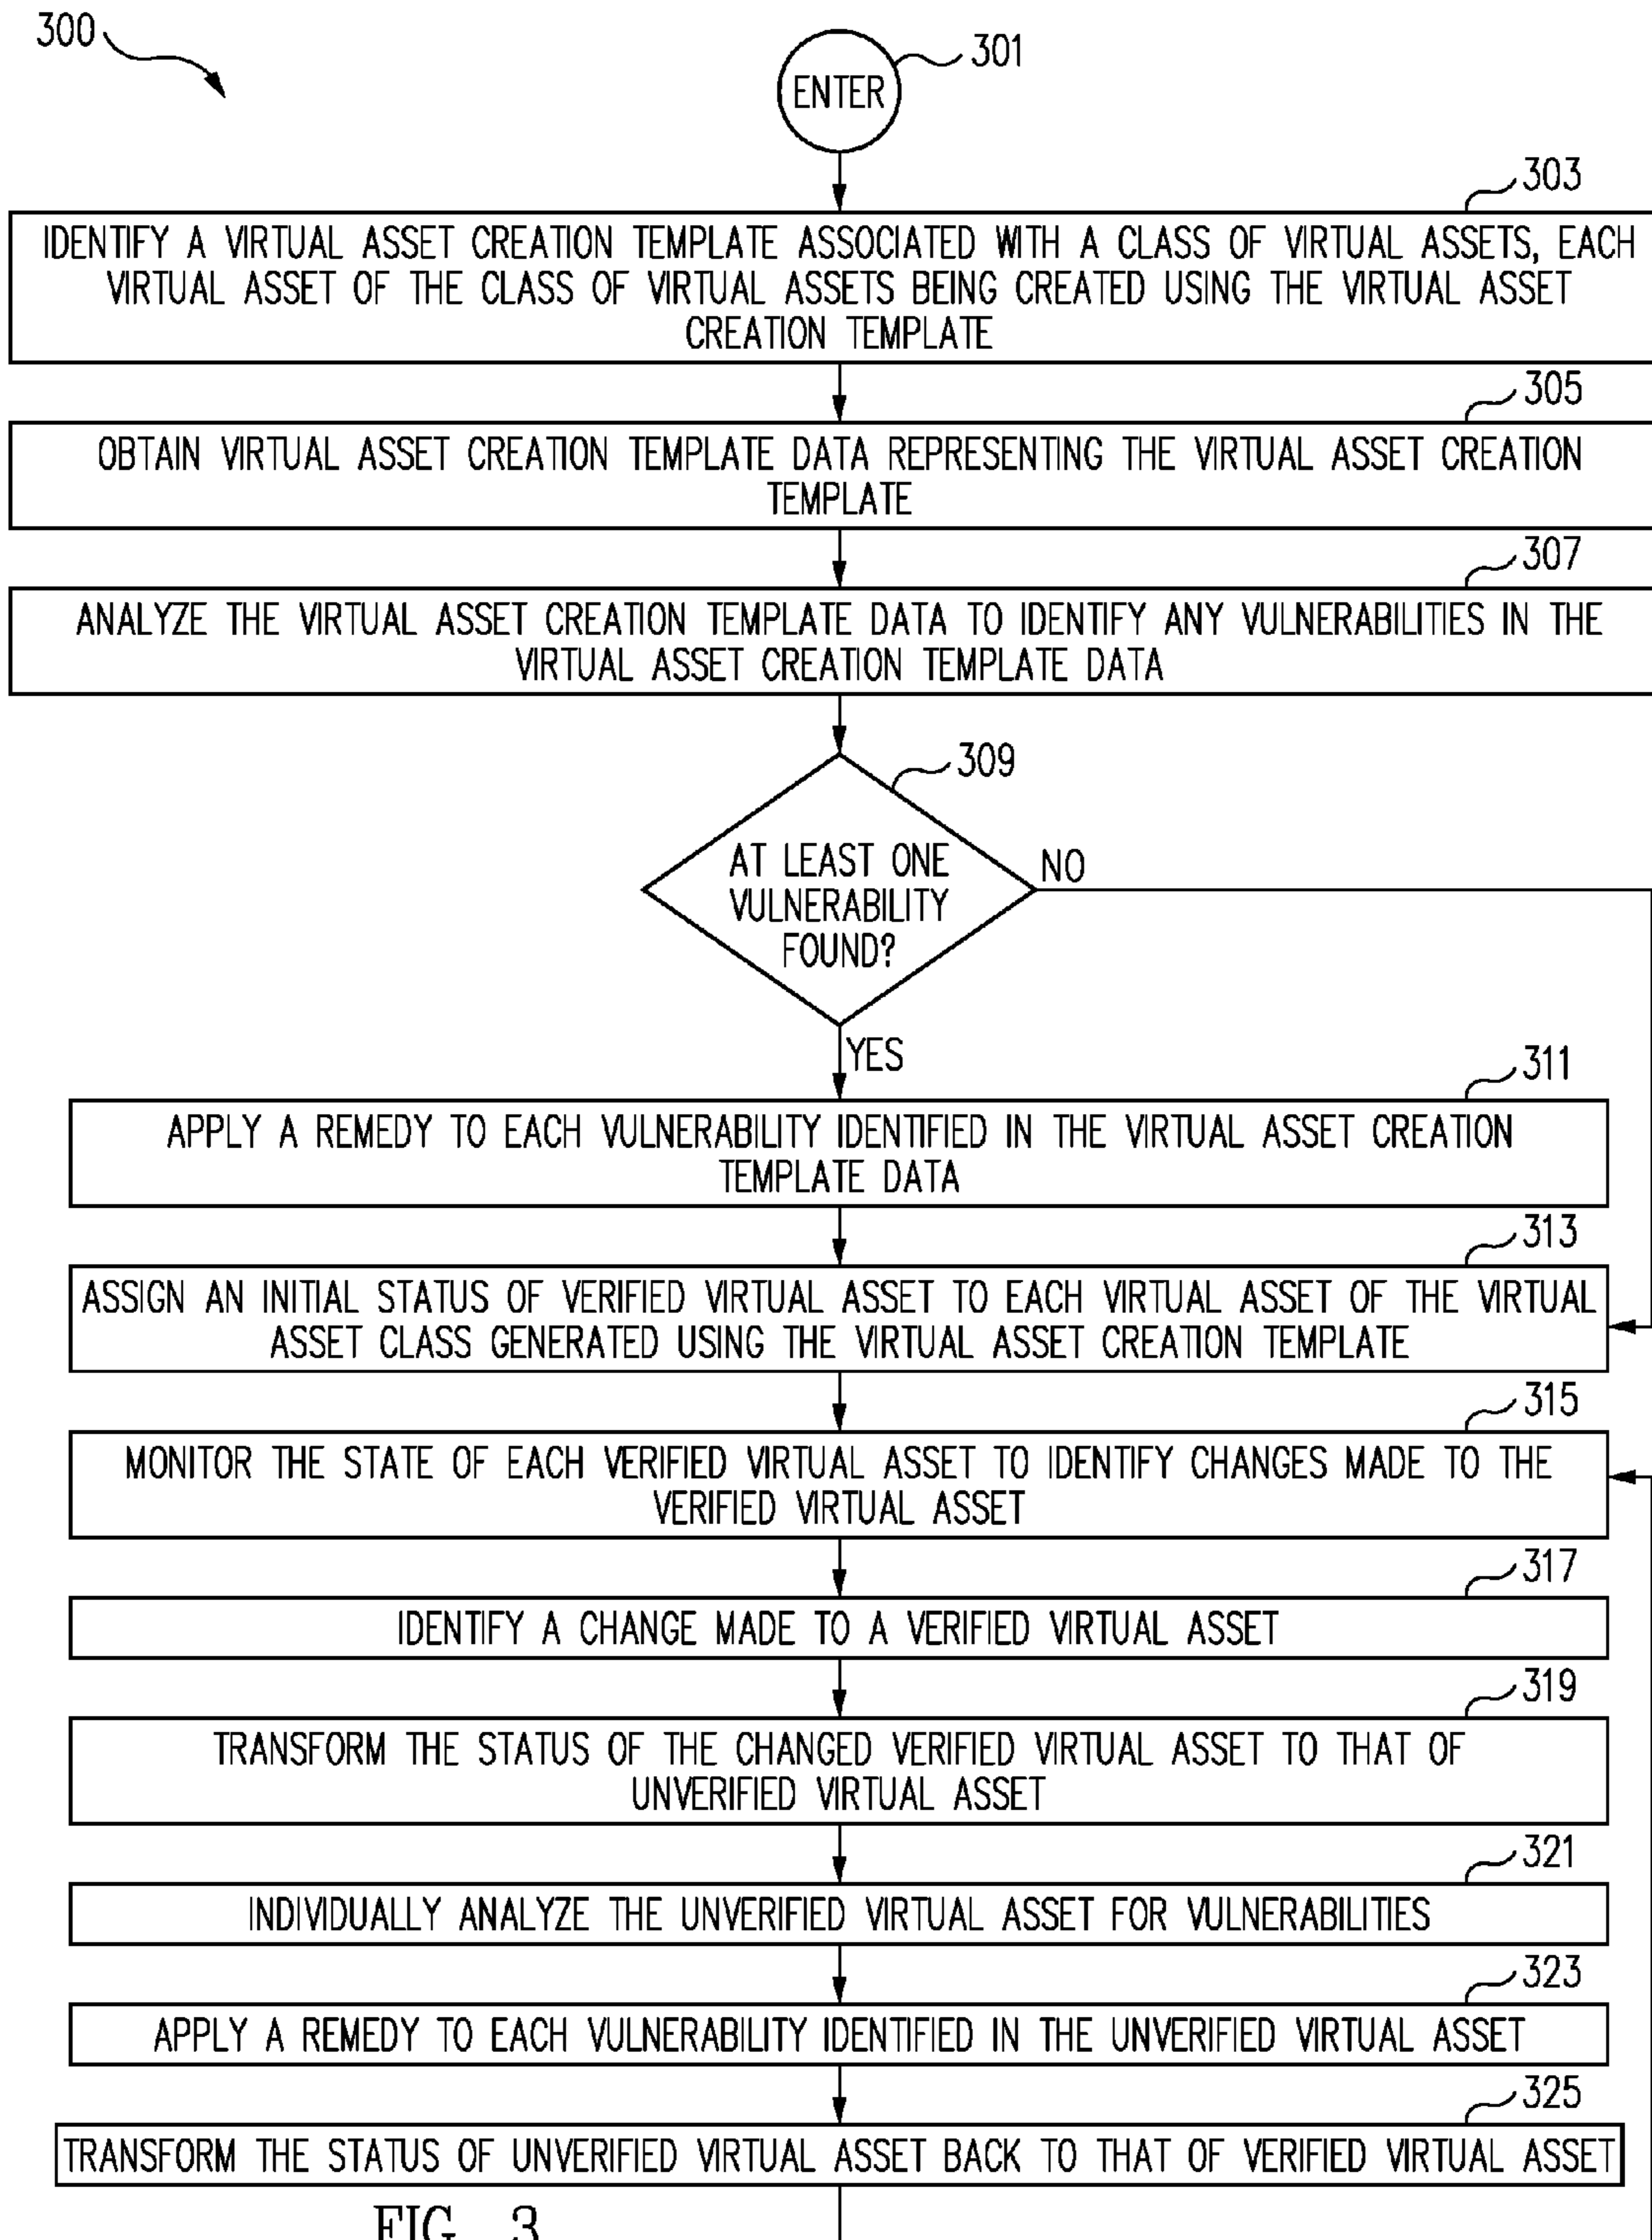 300
301
ENTER
303
IDENTIFY A VIRTUAL ASSET CREATION TEMPLATE ASSOCIATED WITH A CLASS OF VIRTUAL ASSETS, EACH
VIRTUAL ASSET OF THE CLASS OF VIRTUAL ASSETS BEING CREATED USING THE VIRTUAL ASSET
CREATION TEMPLATE
305
OBTAIN VIRTUAL ASSET CREATION TEMPLATE DATA REPRESENTING THE VIRTUAL ASSET CREATION
TEMPLATE
307
ANALYZE THE VIRTUAL ASSET CREATION TEMPLATE DATA TO IDENTIFY ANY VULNERABILITIES IN THE
VIRTUAL ASSET CREATION TEMPLATE DATA
309
AT LEAST ONE
VULNERABILITY
FOUND?
NO
YES
311
APPLY A REMEDY TO EACH VULNERABILITY IDENTIFIED IN THE VIRTUAL ASSET CREATION
TEMPLATE DATA
313
ASSIGN AN INITIAL STATUS OF VERIFIED VIRTUAL ASSET TO EACH VIRTUAL ASSET OF THE VIRTUAL
ASSET CLASS GENERATED USING THE VIRTUAL ASSET CREATION TEMPLATE
315
MONITOR THE STATE OF EACH VERIFIED VIRTUAL ASSET TO IDENTIFY CHANGES MADE TO THE
VERIFIED VIRTUAL ASSET
317
IDENTIFY A CHANGE MADE TO A VERIFIED VIRTUAL ASSET
319
TRANSFORM THE STATUS OF THE CHANGED VERIFIED VIRTUAL ASSET TO THAT OF
UNVERIFIED VIRTUAL ASSET
321
INDIVIDUALLY ANALYZE THE UNVERIFIED VIRTUAL ASSET FOR VULNERABILITIES
323
APPLY A REMEDY TO EACH VULNERABILITY IDENTIFIED IN THE UNVERIFIED VIRTUAL ASSET
325
TRANSFORM THE STATUS OF UNVERIFIED VIRTUAL ASSET BACK TO THAT OF VERIFIED VIRTUAL ASSET
FIG. 3